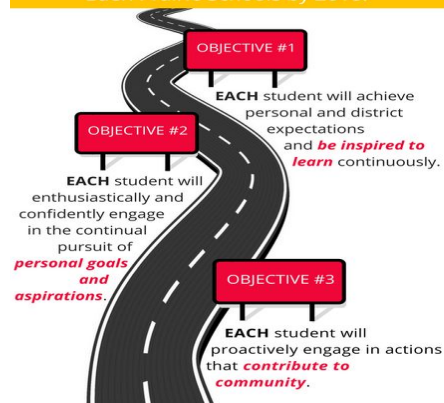 OBJECTIVE #1
EACH student will achieve
personal and district
expectations
and be inspired to
learn continuously.
OBJECTIVE #2
EACH student will
enthusiastically and
confidently engage
in the continual
pursuit of
personal goals
and
aspirations.
OBJECTIVE #3
EACH student will
proactively engage in actions
that contribute to
community.